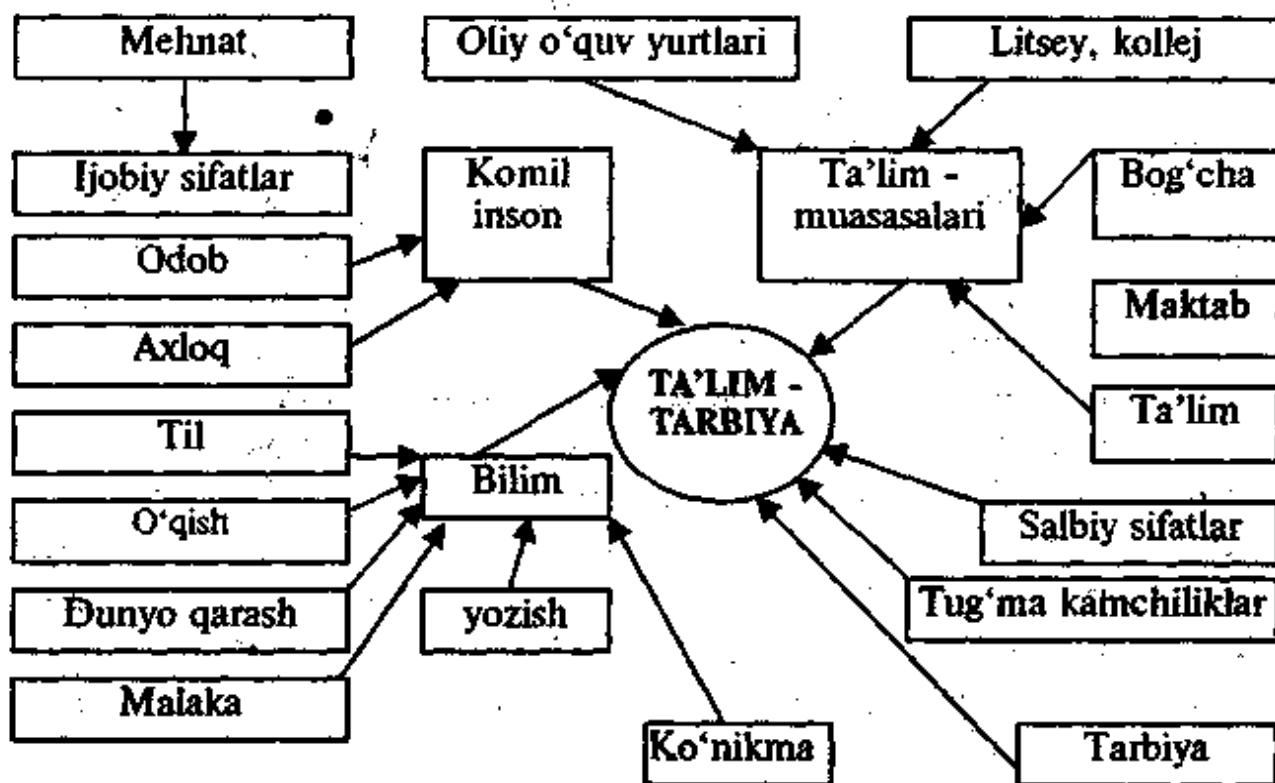 Mehnat
Oliy o‘quv yurtlari
Litsey, kollej
Ijobiy sifatlar
Komil
inson
Ta’lim -
muasasalari
Bog‘cha
Odob
Maktab
Axloq
TA’LIM -
TARBIYA
Ta’lim
Til
Bilim
O‘qish
Salbiy sifatlar
Dunyo qarash
yozish
Tug‘ma kamchiliklar
Malaka
Ko‘nikma
Tarbiya